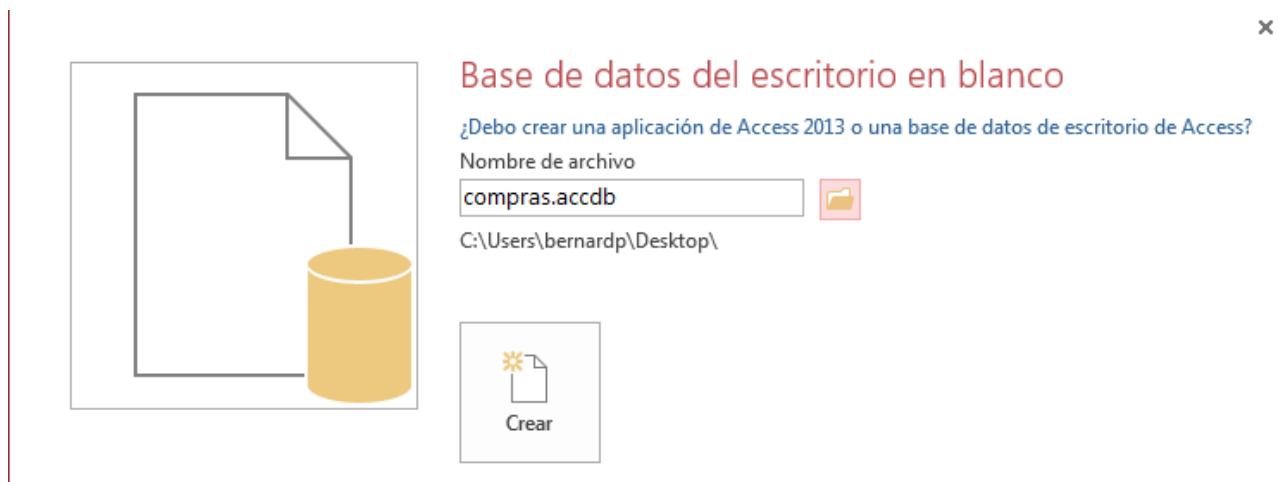 Base de datos del escritorio en blanco
¿Debo crear una aplicación de Access 2013 o una base de datos de escritorio de Access?
Nombre de archivo
compras.accdb
C:\Users\bernardp\Desktop\
Crear